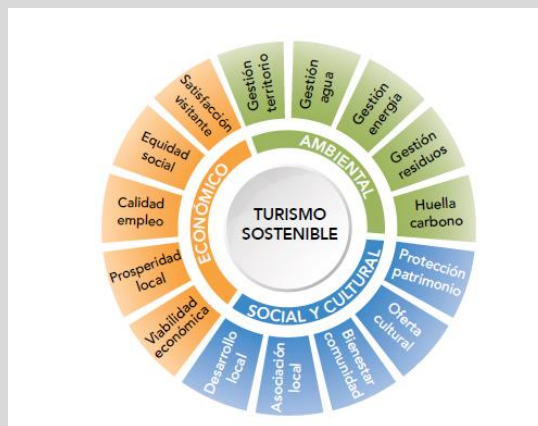 TURISMO
SOSTENIBLE
AMBIENTAL
Gestión
territorio
Gestión
agua
Gestión
energía
Gestión
residuos
Huella
carbono
SOCIAL Y CULTURAL
Protección
patrimonio
Oferta
cultural
Bienestar
comunidad
Asociación
local
Desarrollo
local
ECONÓMICO
Viabilidad
económica
Prosperidad
local
Calidad
empleo
Equidad
social
Satisfacción
visitante